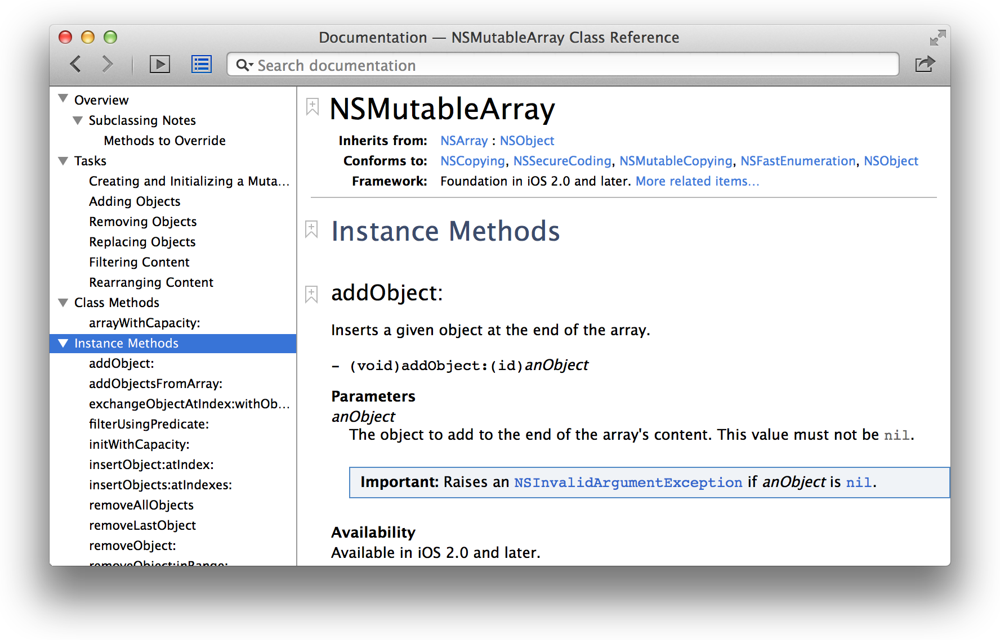 Documentation — NSMutableArray Class Reference
Search documentation
Overview
Subclassing Notes
Methods to Override
Tasks
Creating and Initializing a Muta...
Adding Objects
Removing Objects
Replacing Objects
Filtering Content
Rearranging Content
Class Methods
arrayWithCapacity:
Instance Methods
addObject:
addObjectsFromArray:
exchangeObjectAtIndex:withOb...
filterUsingPredicate:
initWithCapacity:
insertObject:atIndex:
insertObjects:atIndexes:
removeAllObjects
removeLastObject
removeObject:
removeObject:inRange:
NSMutableArray
Inherits from: NSArray : NSObject
Conforms to: NSCopying, NSSecureCoding, NSMutableCopying, NSFastEnumeration, NSObject
Framework: Foundation in iOS 2.0 and later. More related items...
Instance Methods
addObject:
Inserts a given object at the end of the array.
- (void)addObject:(id)anObject
Parameters
anObject
The object to add to the end of the array's content. This value must not be nil.
Important: Raises an NSInvalidArgumentException if anObject is nil.
Availability
Available in iOS 2.0 and later.